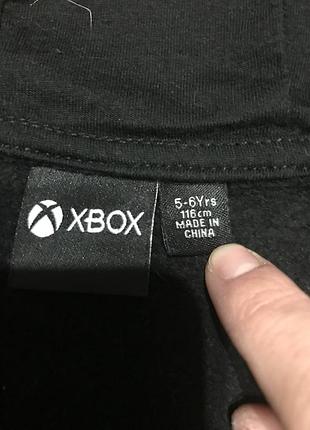 XBOX
5-6Yrs
116cm
MADE IN
CHINA